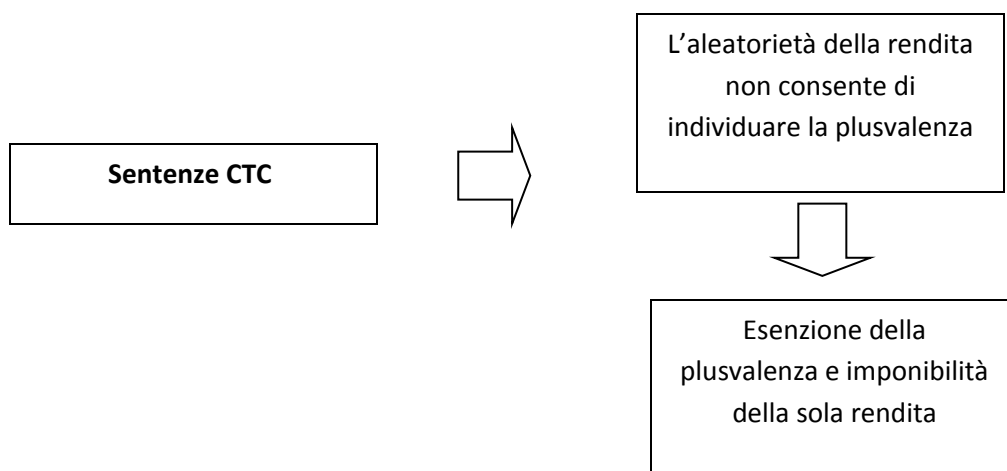 Sentenze CTC
L’aleatorietà della rendita
non consente di
individuare la plusvalenza
Esenzione della
plusvalenza e imponibilità
della sola rendita